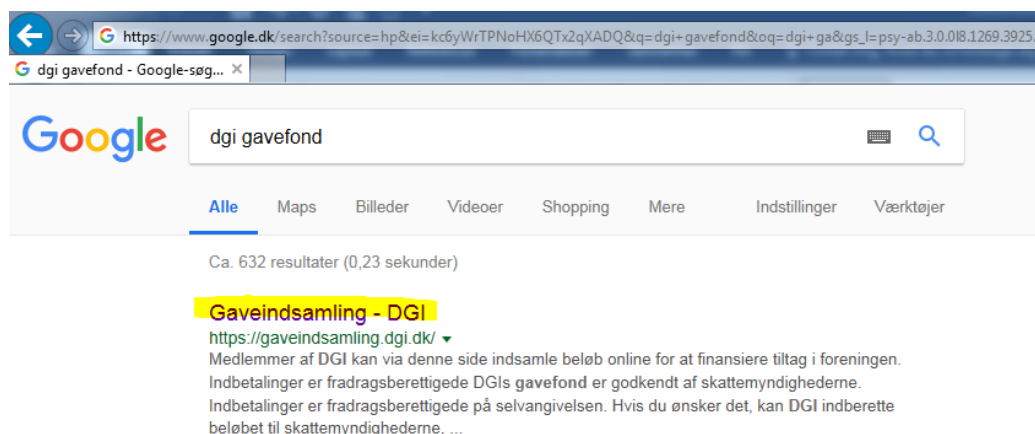 https://www.google.dk/search?source=hp&ei=kc6yWrTPNoHX6QTx2qXADQ&q=dgi+gavefond&oq=dgi+ga&gs_l=psy-ab.3.0.0l8.1269.3925.
dgi gavefond - Google-søg... ×
Google
dgi gavefond
Alle Maps Billeder Videoer Shopping Mere Indstillinger Værktøjer
Ca. 632 resultater (0,23 sekunder)
Gaveindsamling - DGI
https://gaveindsamling.dgi.dk/
Medlemmer af DGI kan via denne side indsamle beløb online for at finansiere tiltag i foreningen.
Indbetalinger er fradragsberettigede DGIs gavefond er godkendt af skattemyndighederne.
Indbetalinger er fradragsberettigede på selvangivelsen. Hvis du ønsker det, kan DGI indberette
beløbet til skattemyndighederne, ...